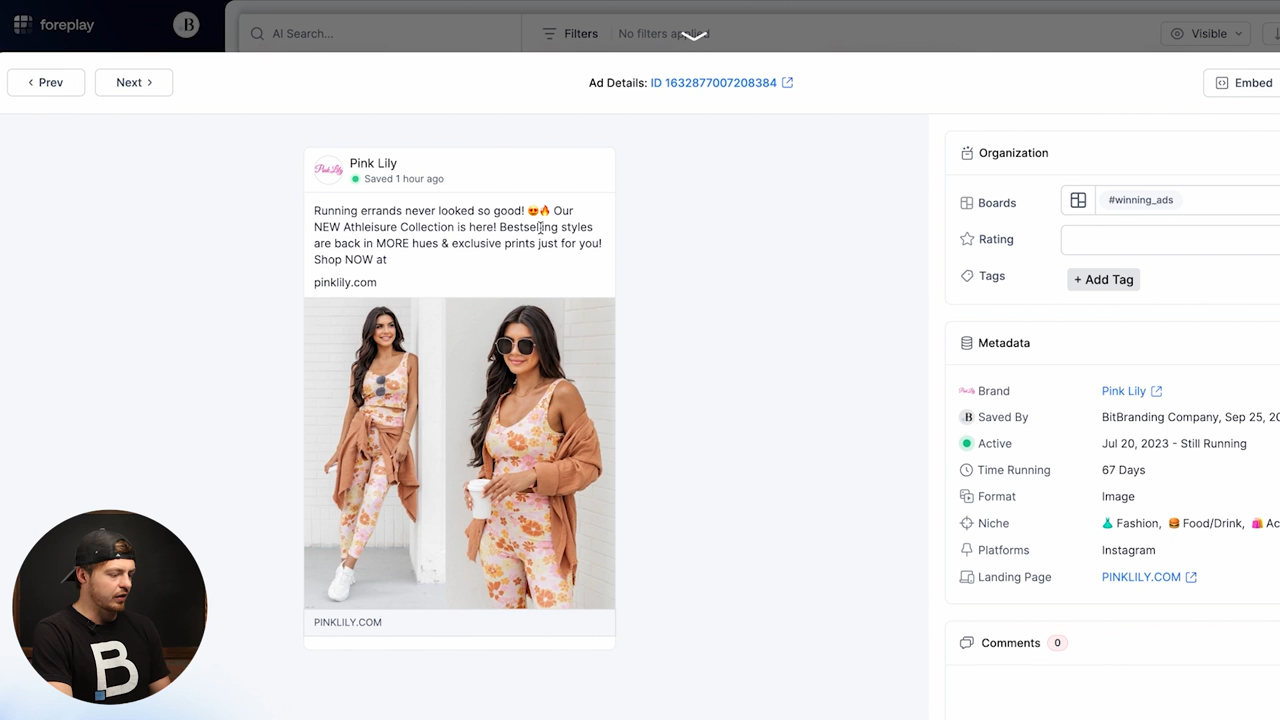 foreplay
B
AI Search...
Filters
No filters applied
Visible
Prev
Next
Ad Details: ID 1632877007208384
Embed
Pink Lily
Pink Lily
Saved 1 hour ago
Running errands never looked so good! 😍🔥 Our
NEW Athleisure Collection is here! Bestselling styles
are back in MORE hues & exclusive prints just for you!
Shop NOW at
pinklily.com
PINKLILY.COM
Organization
Boards
#winning_ads
Rating
Tags
+ Add Tag
Metadata
Brand
Pink Lily
B
Saved By
BitBranding Company, Sep 25, 20
Active
Jul 20, 2023 - Still Running
Time Running
67 Days
Format
Image
Niche
Fashion, Food/Drink, Ac
Platforms
Instagram
Landing Page
PINKLILY.COM
Comments 0
B